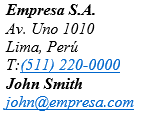 Empresa S.A.
Av. Uno 1010
Lima, Perú
T:(511) 220-0000
John Smith
john@empresa.com